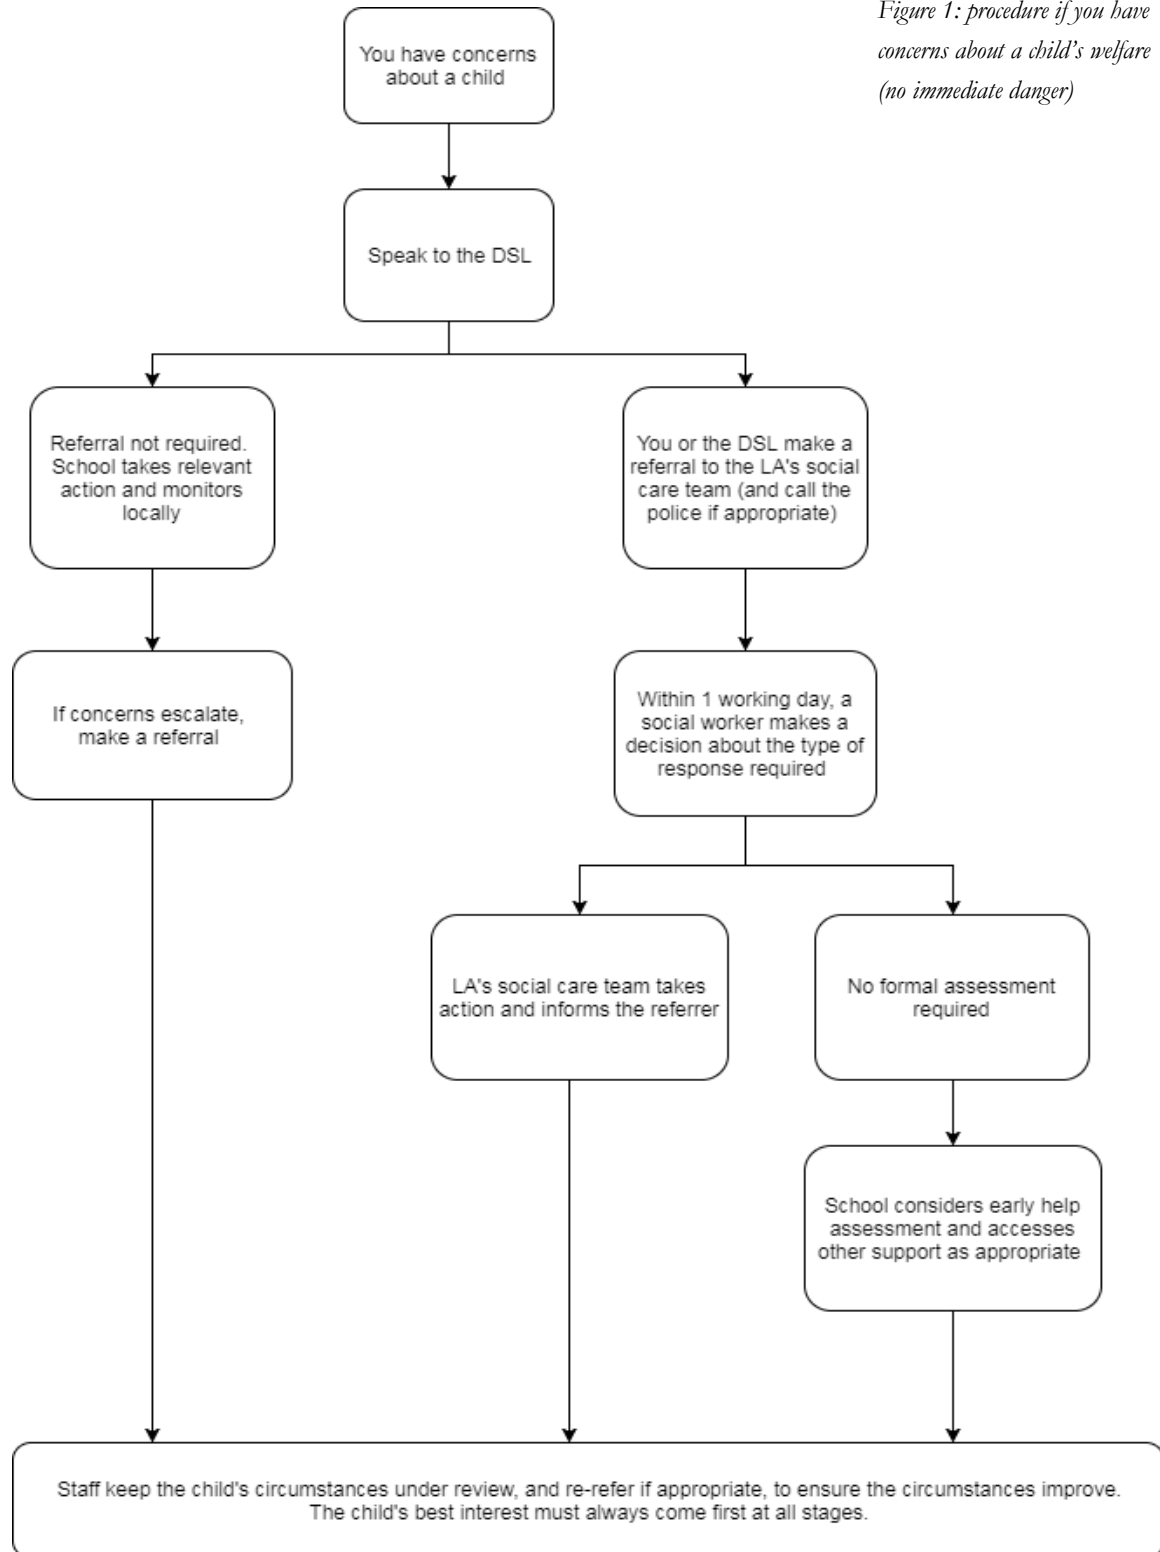 Figure 1: procedure if you have
concerns about a child's welfare
(no immediate danger)
You have concerns
about a child
Speak to the DSL
Referral not required.
School takes relevant
action and monitors
locally
You or the DSL make a
referral to the LA's social
care team (and call the
police if appropriate)
If concerns escalate,
make a referral
Within 1 working day, a
social worker makes a
decision about the type of
response required
LA's social care team takes
action and informs the referrer
No formal assessment
required
School considers early help
assessment and accesses
other support as appropriate
Staff keep the child's circumstances under review, and re-refer if appropriate, to ensure the circumstances improve.
The child's best interest must always come first at all stages.